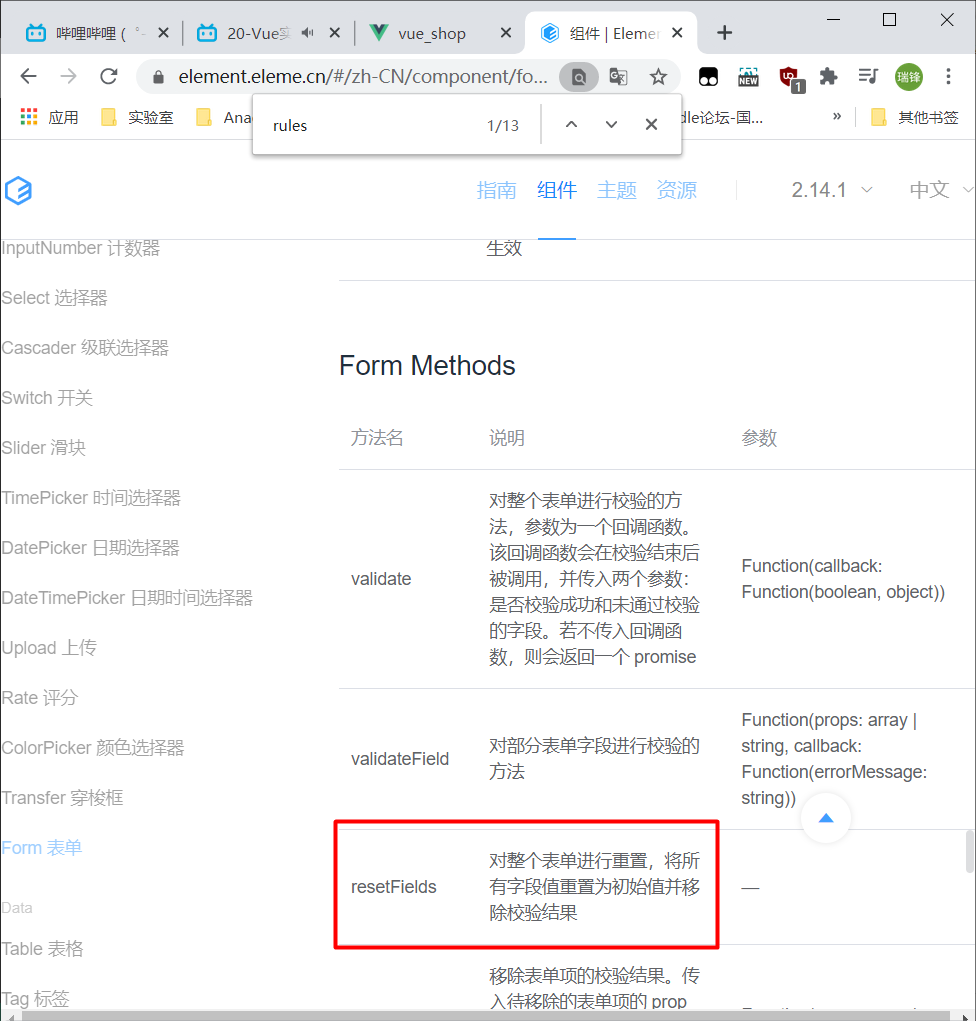 哔哩哔哩 (
20-Vue
vue_shop
组件 | Elemen
element.eleme.cn/#/zh-CN/component/fo...
NEW
1
瑞锋
应用
实验室
Ana
dle论坛-国...
»
其他书签
rules
1/13
指南
组件
主题
资源
2.14.1
中文
InputNumber 计数器
Select 选择器
Cascader 级联选择器
Switch 开关
Slider 滑块
TimePicker 时间选择器
DatePicker 日期选择器
DateTimePicker 日期时间选择器
Upload 上传
Rate 评分
ColorPicker 颜色选择器
Transfer 穿梭框
Form 表单
Data
Table 表格
Tag 标签
生效
Form Methods
方法名
说明
参数
validate
对整个表单进行校验的方
法，参数为一个回调函数。
该回调函数会在校验结束后
被调用，并传入两个参数：
是否校验成功和未通过校验
的字段。若不传入回调函
数，则会返回一个 promise
Function(callback:
Function(boolean, object))
validateField
对部分表单字段进行校验的
方法
Function(props: array |
string, callback:
Function(errorMessage:
string))
resetFields
对整个表单进行重置，将所
有字段值重置为初始值并移
除校验结果
—
移除表单项的校验结果。传
入待移除的表单项的 prop